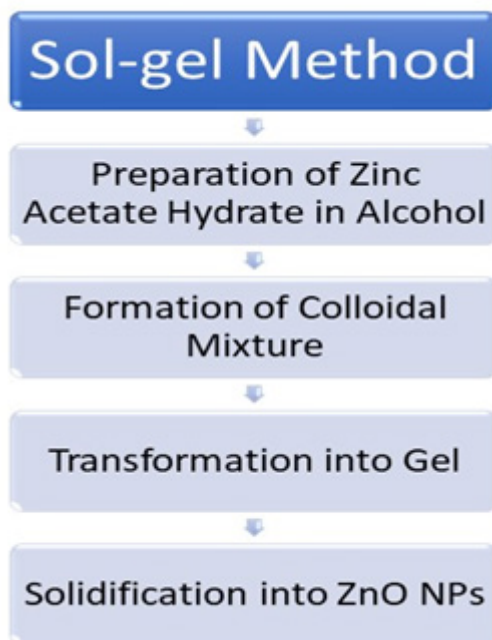 Sol-gel Method
Preparation of Zinc
Acetate Hydrate in Alcohol
Formation of Colloidal
Mixture
Transformation into Gel
Solidification into ZnO NPs